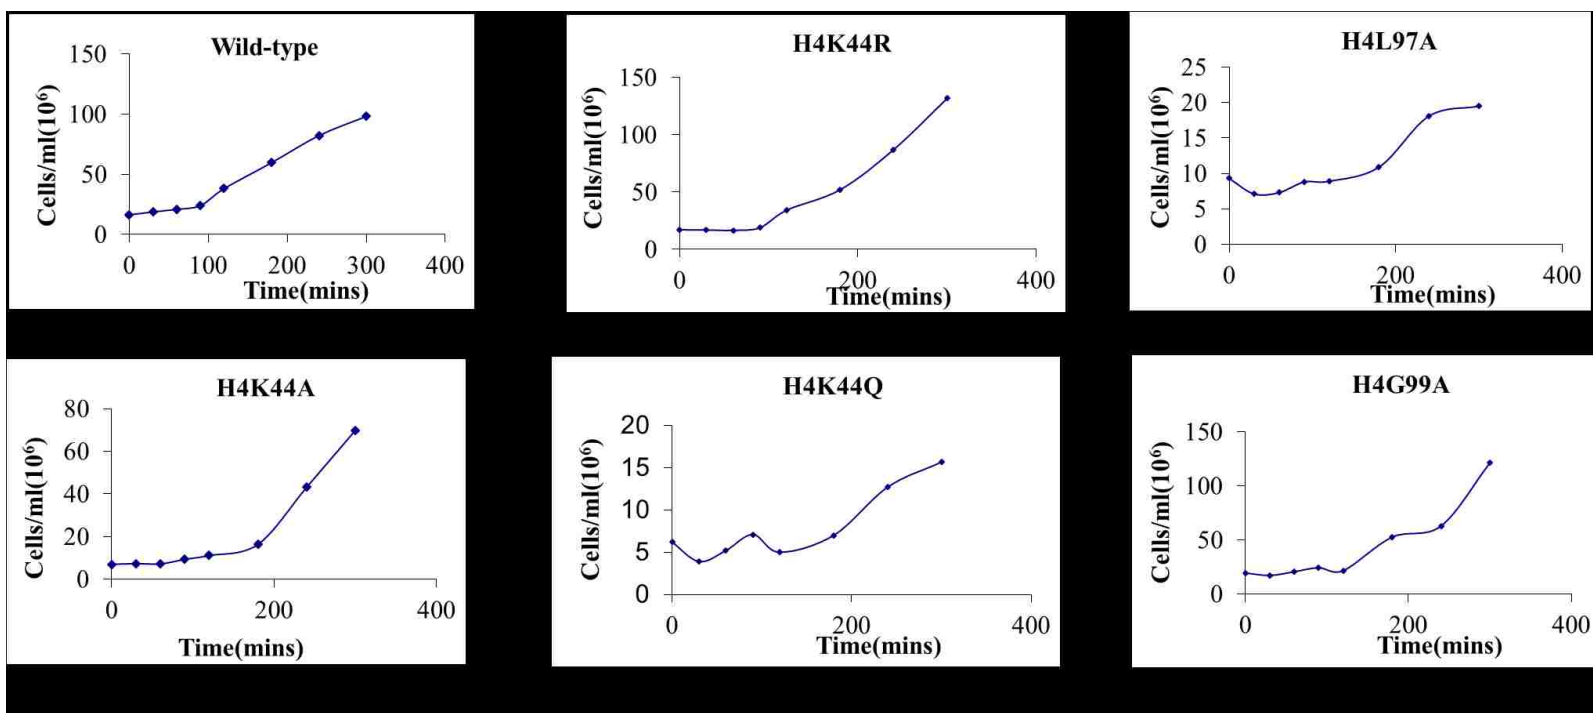 Wild-type
150
100
50
0
0 100 200 300 400
Cells/ml(10⁶)
Time(mins)
H4K44R
150
100
50
0
0 200 400
Cells/ml(10⁶)
Time(mins)
H4L97A
25
20
15
10
5
0
0 200 400
Cells/ml(10⁶)
Time(mins)
H4K44A
80
60
40
20
0
0 200 400
Cells/ml(10⁶)
Time(mins)
H4K44Q
20
15
10
5
0
0 200 400
Cells/ml(10⁶)
Time(mins)
H4G99A
150
100
50
0
0 200 400
Cells/ml(10⁶)
Time(mins)